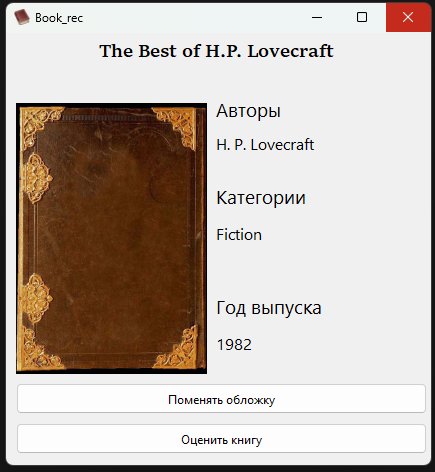 Book_rec
The Best of H.P. Lovecraft
Авторы
H. P. Lovecraft
Категории
Fiction
Год выпуска
1982
Поменять обложку
Оценить книгу